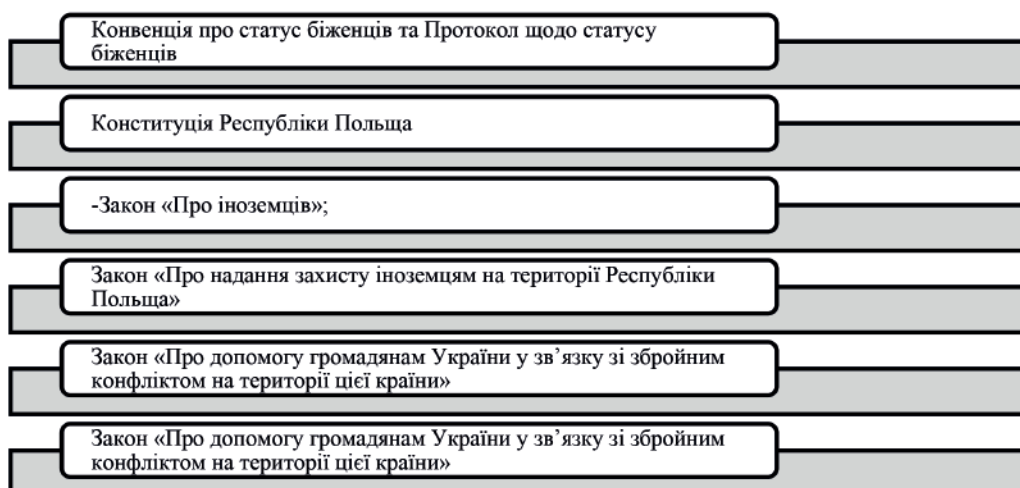 Конвенція про статус біженців та Протокол щодо статусу
біженців
Конституція Республіки Польща
-Закон «Про іноземців»;
Закон «Про надання захисту іноземцям на території Республіки
Польща»
Закон «Про допомогу громадянам України у зв’язку зі збройним
конфліктом на території цієї країни»
Закон «Про допомогу громадянам України у зв’язку зі збройним
конфліктом на території цієї країни»